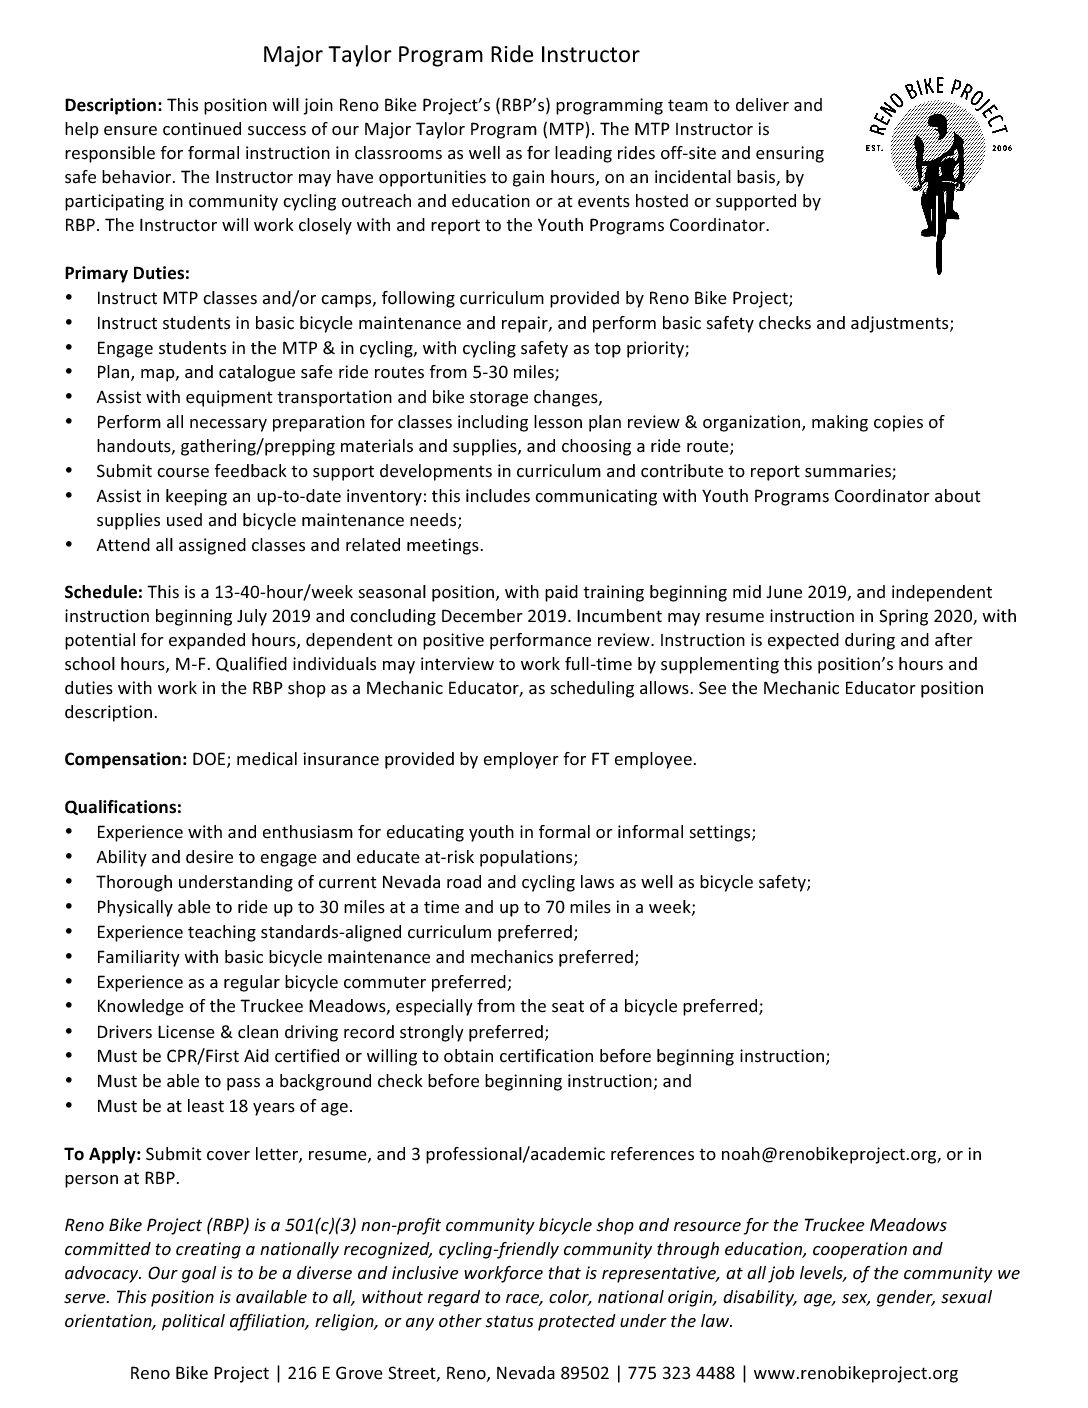 Major Taylor Program Ride Instructor
RENO BIKE PROJECT
EST. 2006
Description: This position will join Reno Bike Project’s (RBP’s) programming team to deliver and
help ensure continued success of our Major Taylor Program (MTP). The MTP Instructor is
responsible for formal instruction in classrooms as well as for leading rides off-site and ensuring
safe behavior. The Instructor may have opportunities to gain hours, on an incidental basis, by
participating in community cycling outreach and education or at events hosted or supported by
RBP. The Instructor will work closely with and report to the Youth Programs Coordinator.
Primary Duties:
• Instruct MTP classes and/or camps, following curriculum provided by Reno Bike Project;
• Instruct students in basic bicycle maintenance and repair, and perform basic safety checks and adjustments;
• Engage students in the MTP & in cycling, with cycling safety as top priority;
• Plan, map, and catalogue safe ride routes from 5-30 miles;
• Assist with equipment transportation and bike storage changes,
• Perform all necessary preparation for classes including lesson plan review & organization, making copies of
handouts, gathering/prepping materials and supplies, and choosing a ride route;
• Submit course feedback to support developments in curriculum and contribute to report summaries;
• Assist in keeping an up-to-date inventory: this includes communicating with Youth Programs Coordinator about
supplies used and bicycle maintenance needs;
• Attend all assigned classes and related meetings.
Schedule: This is a 13-40-hour/week seasonal position, with paid training beginning mid June 2019, and independent
instruction beginning July 2019 and concluding December 2019. Incumbent may resume instruction in Spring 2020, with
potential for expanded hours, dependent on positive performance review. Instruction is expected during and after
school hours, M-F. Qualified individuals may interview to work full-time by supplementing this position’s hours and
duties with work in the RBP shop as a Mechanic Educator, as scheduling allows. See the Mechanic Educator position
description.
Compensation: DOE; medical insurance provided by employer for FT employee.
Qualifications:
• Experience with and enthusiasm for educating youth in formal or informal settings;
• Ability and desire to engage and educate at-risk populations;
• Thorough understanding of current Nevada road and cycling laws as well as bicycle safety;
• Physically able to ride up to 30 miles at a time and up to 70 miles in a week;
• Experience teaching standards-aligned curriculum preferred;
• Familiarity with basic bicycle maintenance and mechanics preferred;
• Experience as a regular bicycle commuter preferred;
• Knowledge of the Truckee Meadows, especially from the seat of a bicycle preferred;
• Drivers License & clean driving record strongly preferred;
• Must be CPR/First Aid certified or willing to obtain certification before beginning instruction;
• Must be able to pass a background check before beginning instruction; and
• Must be at least 18 years of age.
To Apply: Submit cover letter, resume, and 3 professional/academic references to noah@renobikeproject.org, or in
person at RBP.
Reno Bike Project (RBP) is a 501(c)(3) non-profit community bicycle shop and resource for the Truckee Meadows
committed to creating a nationally recognized, cycling-friendly community through education, cooperation and
advocacy. Our goal is to be a diverse and inclusive workforce that is representative, at all job levels, of the community we
serve. This position is available to all, without regard to race, color, national origin, disability, age, sex, gender, sexual
orientation, political affiliation, religion, or any other status protected under the law.
Reno Bike Project | 216 E Grove Street, Reno, Nevada 89502 | 775 323 4488 | www.renobikeproject.org